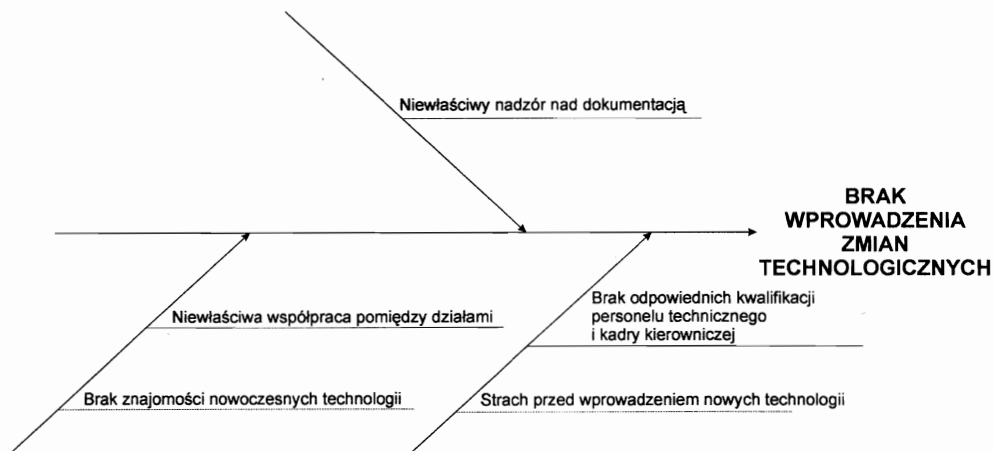 Niewłaściwy nadzór nad dokumentacją
BRAK
WPROWADZENIA
ZMIAN
TECHNOLOGICZNYCH
Niewłaściwa współpraca pomiędzy działami
Brak znajomości nowoczesnych technologii
Brak odpowiednich kwalifikacji
personelu technicznego
i kadry kierowniczej
Strach przed wprowadzeniem nowych technologii